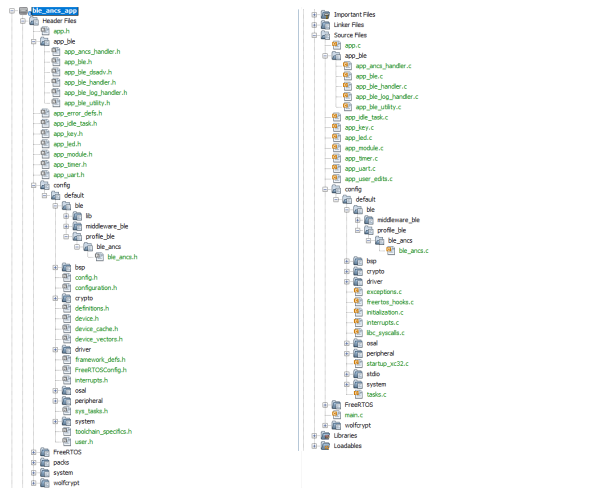 ble_ancs_app
Header Files
app.h
app_ble
app_ancs_handler.h
app_ble.h
app_ble_dsadv.h
app_ble_handler.h
app_ble_log_handler.h
app_ble_utility.h
app_error_defs.h
app_idle_task.h
app_key.h
app_led.h
app_module.h
app_timer.h
app_uart.h
config
default
ble
lib
middleware_ble
profile_ble
ble_ancs
ble_ancs.h
bsp
config.h
configuration.h
crypto
definitions.h
device.h
device_cache.h
device_vectors.h
driver
framework_defs.h
FreeRTOSConfig.h
interrupts.h
osal
peripheral
sys_tasks.h
system
toolchain_specifics.h
user.h
FreeRTOS
packs
system
wolfcrypt
Important Files
Linker Files
Source Files
app.c
app_ble
app_ancs_handler.c
app_ble.c
app_ble_handler.c
app_ble_log_handler.c
app_ble_utility.c
app_idle_task.c
app_key.c
app_led.c
app_module.c
app_timer.c
app_uart.c
app_user_edits.c
config
default
ble
middleware_ble
profile_ble
ble_ancs
ble_ancs.c
bsp
crypto
driver
exceptions.c
freertos_hooks.c
initialization.c
interrupts.c
libc_syscalls.c
osal
peripheral
startup_xc32.c
stdio
system
tasks.c
FreeRTOS
main.c
wolfcrypt
Libraries
Loadables